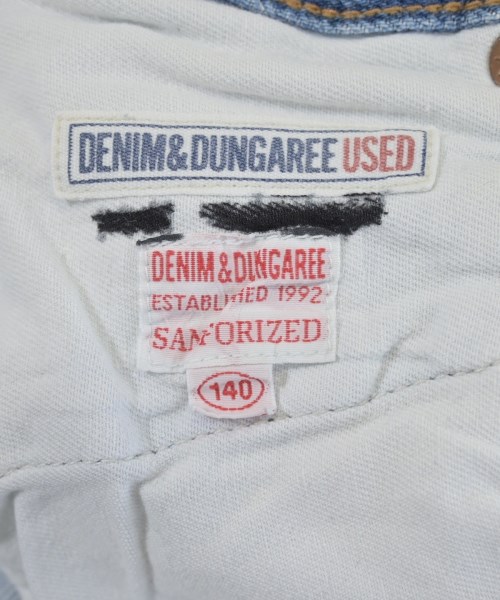 DENIM&DUNGAREE USED
DENIM & DUNGAREE
ESTABLISHED 1992
SANFORIZED
140